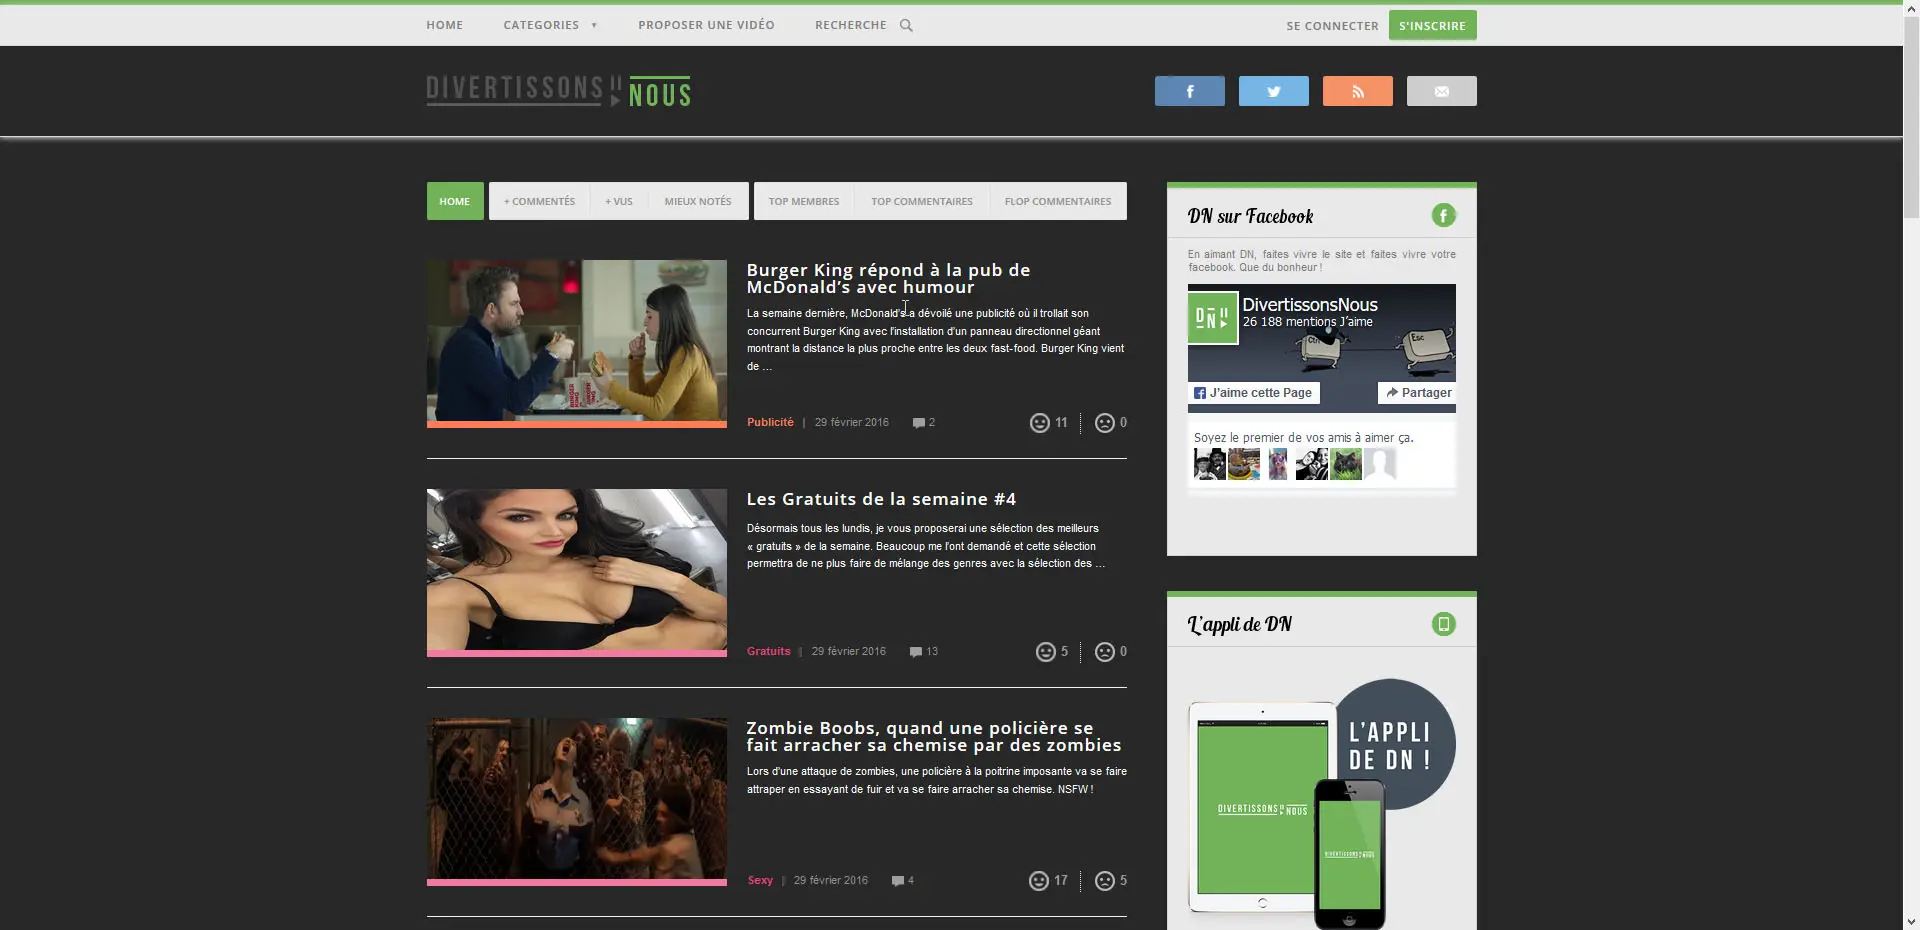 HOME CATEGORIES ▼ PROPOSER UNE VIDÉO RECHERCHE SE CONNECTER S'INSCRIRE
DIVERTISSONS NOUS
HOME + COMMENTÉS + VUS MIEUX NOTÉS TOP MEMBRES TOP COMMENTAIRES FLOP COMMENTAIRES
Burger King répond à la pub de
McDonald's avec humour
La semaine dernière, McDonald's a dévoilé une publicité où il trollait son
concurrent Burger King avec l'installation d'un panneau directionnel géant
montrant la distance la plus proche entre les deux fast-food. Burger King vient
de ...
Publicité | 29 février 2016 2 11 0
Les Gratuits de la semaine #4
Désormais tous les lundis, je vous proposerai une sélection des meilleurs
« gratuits » de la semaine. Beaucoup me l'ont demandé et cette sélection
permettra de ne plus faire de mélange des genres avec la sélection des ...
Gratuits | 29 février 2016 13 5 0
Zombie Boobs, quand une policière se
fait arracher sa chemise par des zombies
Lors d'une attaque de zombies, une policière à la poitrine imposante va se faire
attraper en essayant de fuir et va se faire arracher sa chemise. NSFW !
Sexy | 29 février 2016 4 17 5
DN sur Facebook
En aimant DN, faites vivre le site et faites vivre votre
facebook. Que du bonheur !
DN
DivertissonsNous
26 188 mentions J'aime
Esc
J'aime cette Page Partager
Soyez le premier de vos amis à aimer ça.
L'appli de DN
L'APPLI
DE DN !
DIVERTISSONS NOUS
DIVERTISSONS NOUS